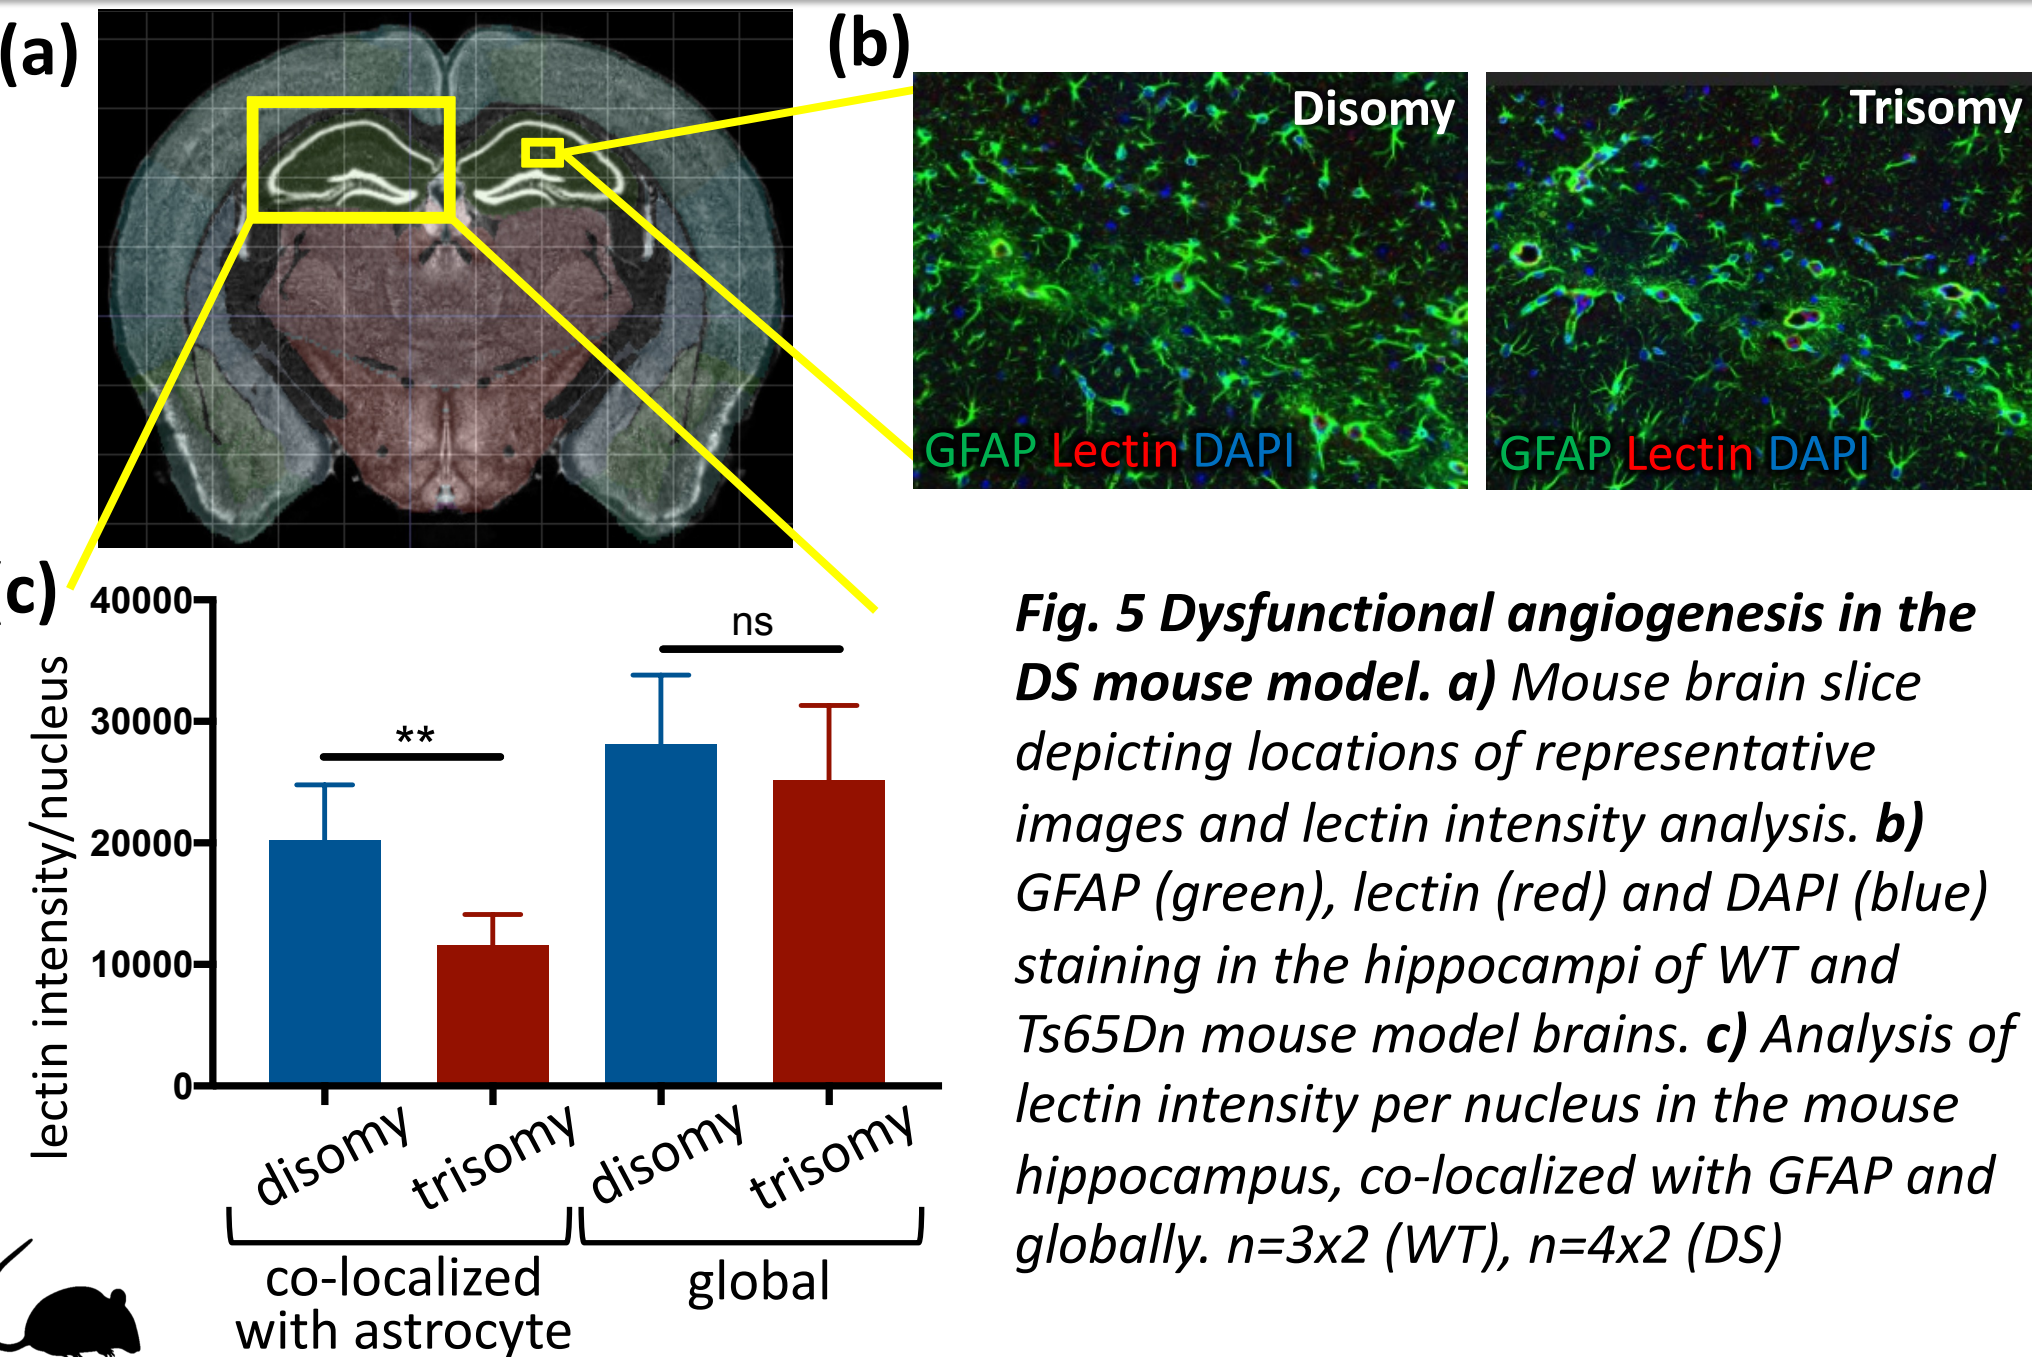 (a)
(b)
Disomy
GFAP Lectin DAPI
Trisomy
GFAP Lectin DAPI
(c)
lectin intensity/nucleus
40000
30000
20000
10000
0
**
ns
disomy
trisomy
disomy
trisomy
co-localized
with astrocyte
global
Fig. 5 Dysfunctional angiogenesis in the
DS mouse model. a) Mouse brain slice
depicting locations of representative
images and lectin intensity analysis. b)
GFAP (green), lectin (red) and DAPI (blue)
staining in the hippocampi of WT and
Ts65Dn mouse model brains. c) Analysis of
lectin intensity per nucleus in the mouse
hippocampus, co-localized with GFAP and
globally. n=3x2 (WT), n=4x2 (DS)